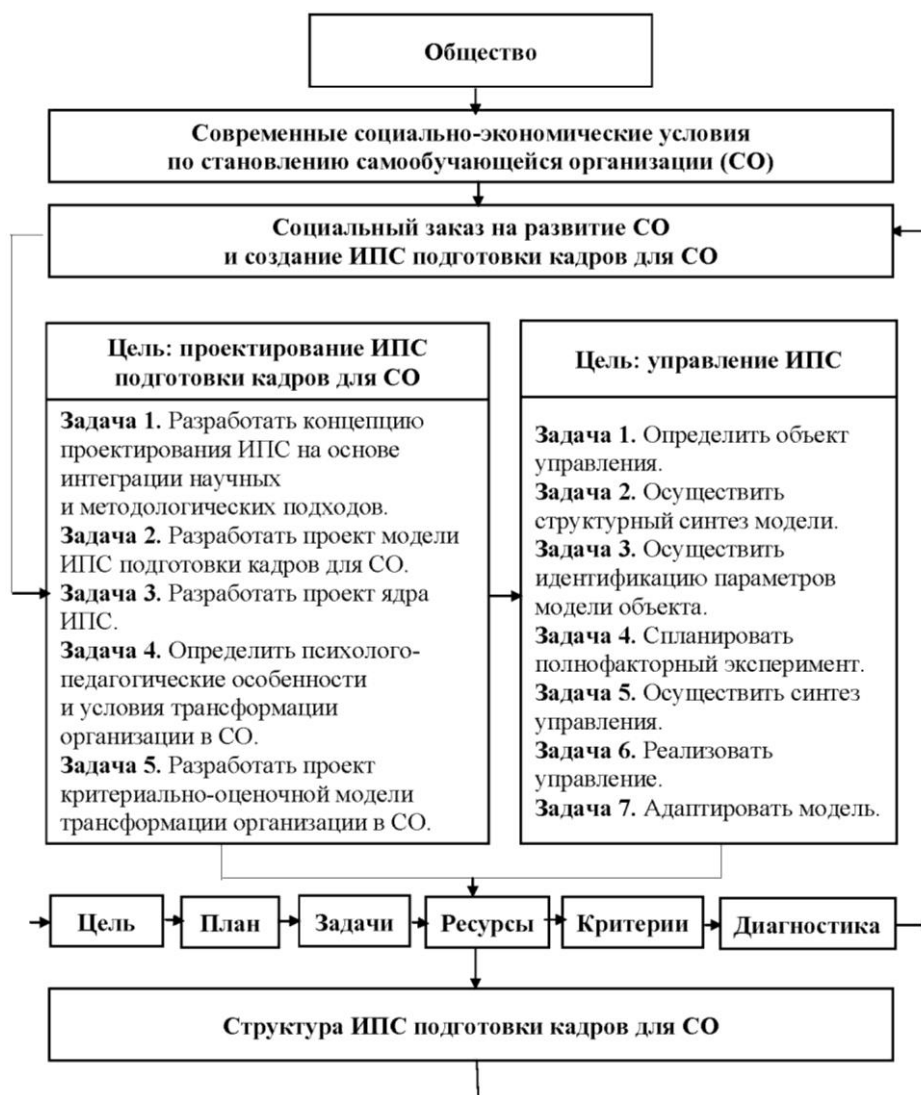 Общество
Современные социально-экономические условия
по становлению самообучающейся организации (СО)
Социальный заказ на развитие СО
и создание ИПС подготовки кадров для СО
Цель: проектирование ИПС
подготовки кадров для СО
Задача 1. Разработать концепцию
проектирования ИПС на основе
интеграции научных
и методологических подходов.
Задача 2. Разработать проект модели
ИПС подготовки кадров для СО.
Задача 3. Разработать проект ядра
ИПС.
Задача 4. Определить психолого-
педагогические особенности
и условия трансформации
организации в СО.
Задача 5. Разработать проект
критериально-оценочной модели
трансформации организации в СО.
Цель: управление ИПС
Задача 1. Определить объект
управления.
Задача 2. Осуществить
структурный синтез модели.
Задача 3. Осуществить
идентификацию параметров
модели объекта.
Задача 4. Спланировать
полнофакторный эксперимент.
Задача 5. Осуществить синтез
управления.
Задача 6. Реализовать
управление.
Задача 7. Адаптировать модель.
Цель
План
Задачи
Ресурсы
Критерии
Диагностика
Структура ИПС подготовки кадров для СО